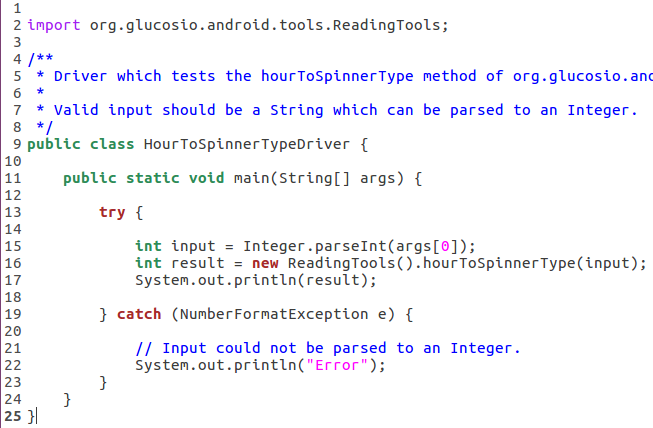 1
2 import org.glucosio.android.tools.ReadingTools;
3
4 /**
5  * Driver which tests the hourToSpinnerType method of
6  *
7  * Valid input should be a String which can be parsed to an Integer.
8  */
9 public class HourToSpinnerTypeDriver {
10
11     public static void main(String[] args) {
12
13         try {
14
15             int input = Integer.parseInt(args[0]);
16             int result = new ReadingTools().hourToSpinnerType(input);
17             System.out.println(result);
18
19         } catch (NumberFormatException e) {
20
21             // Input could not be parsed to an Integer.
22             System.out.println("Error");
23         }
24     }
25 }